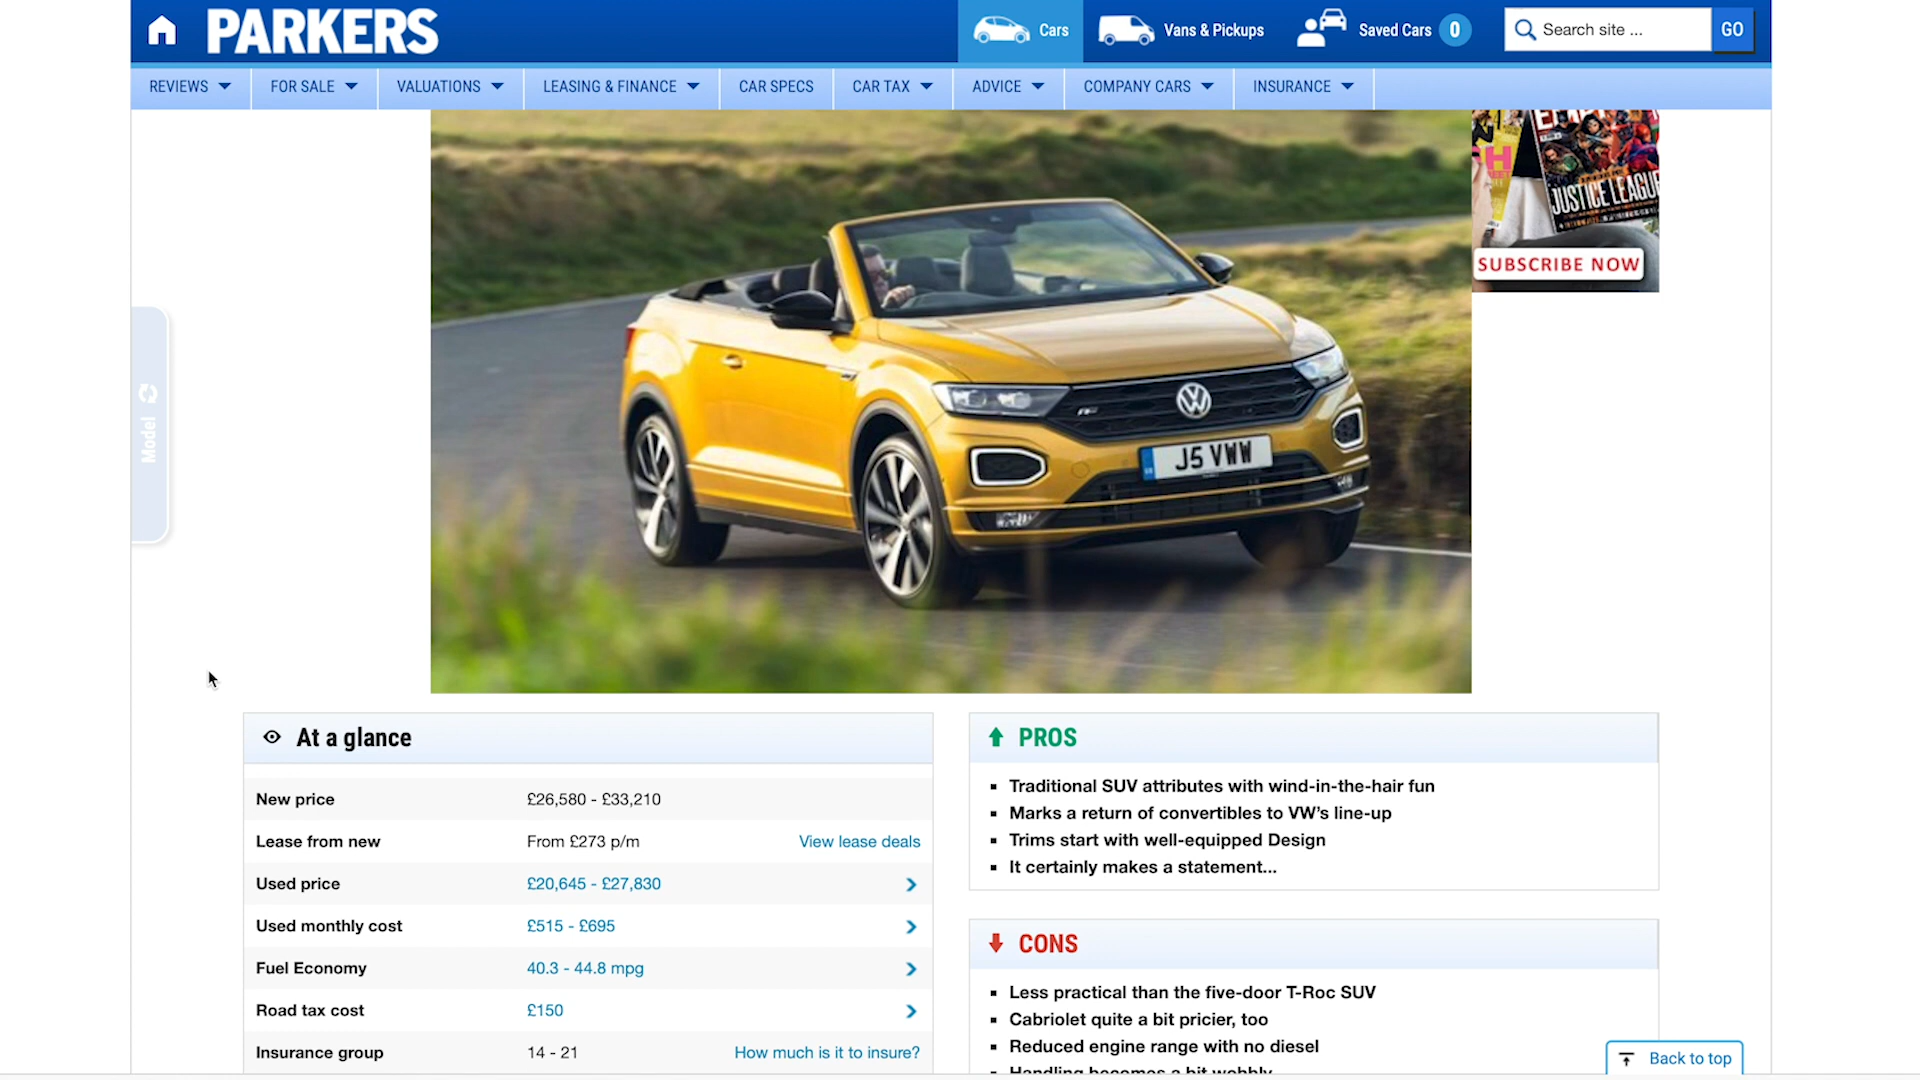 PARKERS
Cars
Vans & Pickups
Saved Cars 0
Search site ...
GO
REVIEWS
FOR SALE
VALUATIONS
LEASING & FINANCE
CAR SPECS
CAR TAX
ADVICE
COMPANY CARS
INSURANCE
JUSTICE LEAGUE
SUBSCRIBE NOW
Model
J5 VWW
At a glance
New price £26,580 - £33,210
Lease from new From £273 p/m View lease deals
Used price £20,645 - £27,830
Used monthly cost £515 - £695
Fuel Economy 40.3 - 44.8 mpg
Road tax cost £150
Insurance group 14 - 21 How much is it to insure?
PROS
Traditional SUV attributes with wind-in-the-hair fun
Marks a return of convertibles to VW's line-up
Trims start with well-equipped Design
It certainly makes a statement...
CONS
Less practical than the five-door T-Roc SUV
Cabriolet quite a bit pricier, too
Reduced engine range with no diesel
Handling becomes a bit wobbly
Back to top